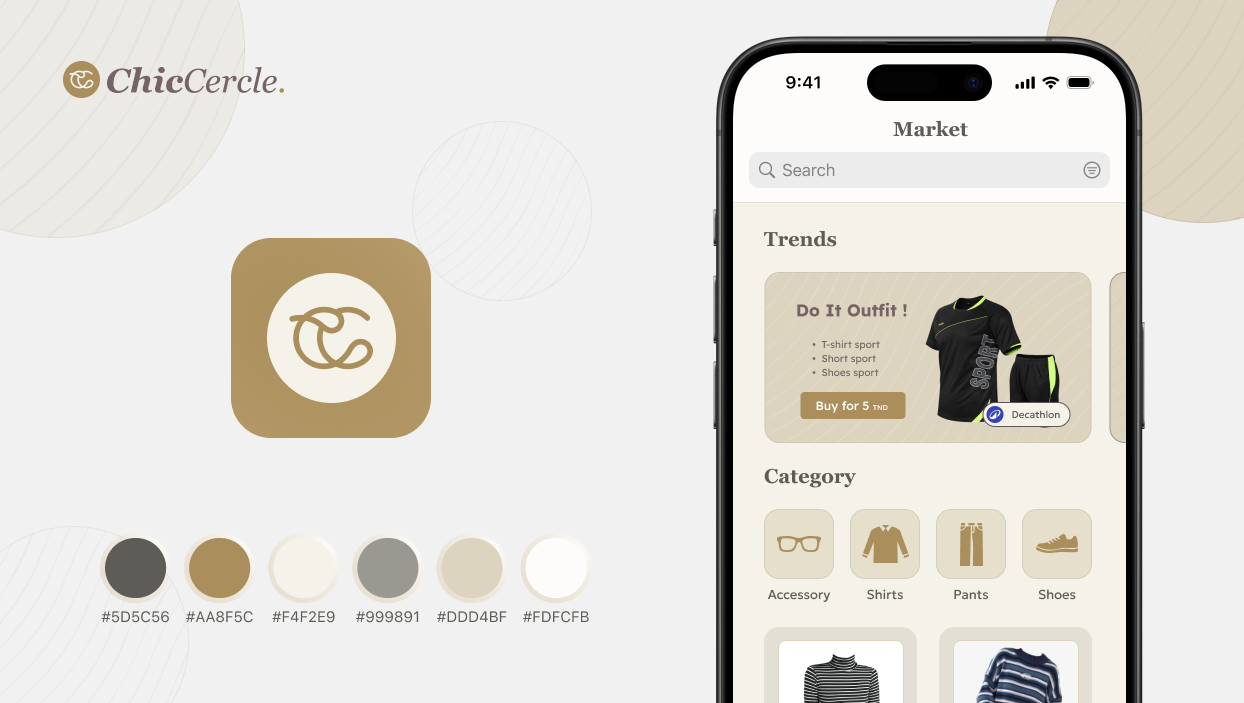 ChicCercle.
#5D5C56 #AA8F5C #F4F2E9 #999891 #DDD4BF #FDFCFB
9:41
Market
Search
Trends
Do It Outfit !
• T-shirt sport
• Short sport
• Shoes sport
Buy for 5 TND
SPORT
Decathlon
Category
Accessory Shirts Pants Shoes